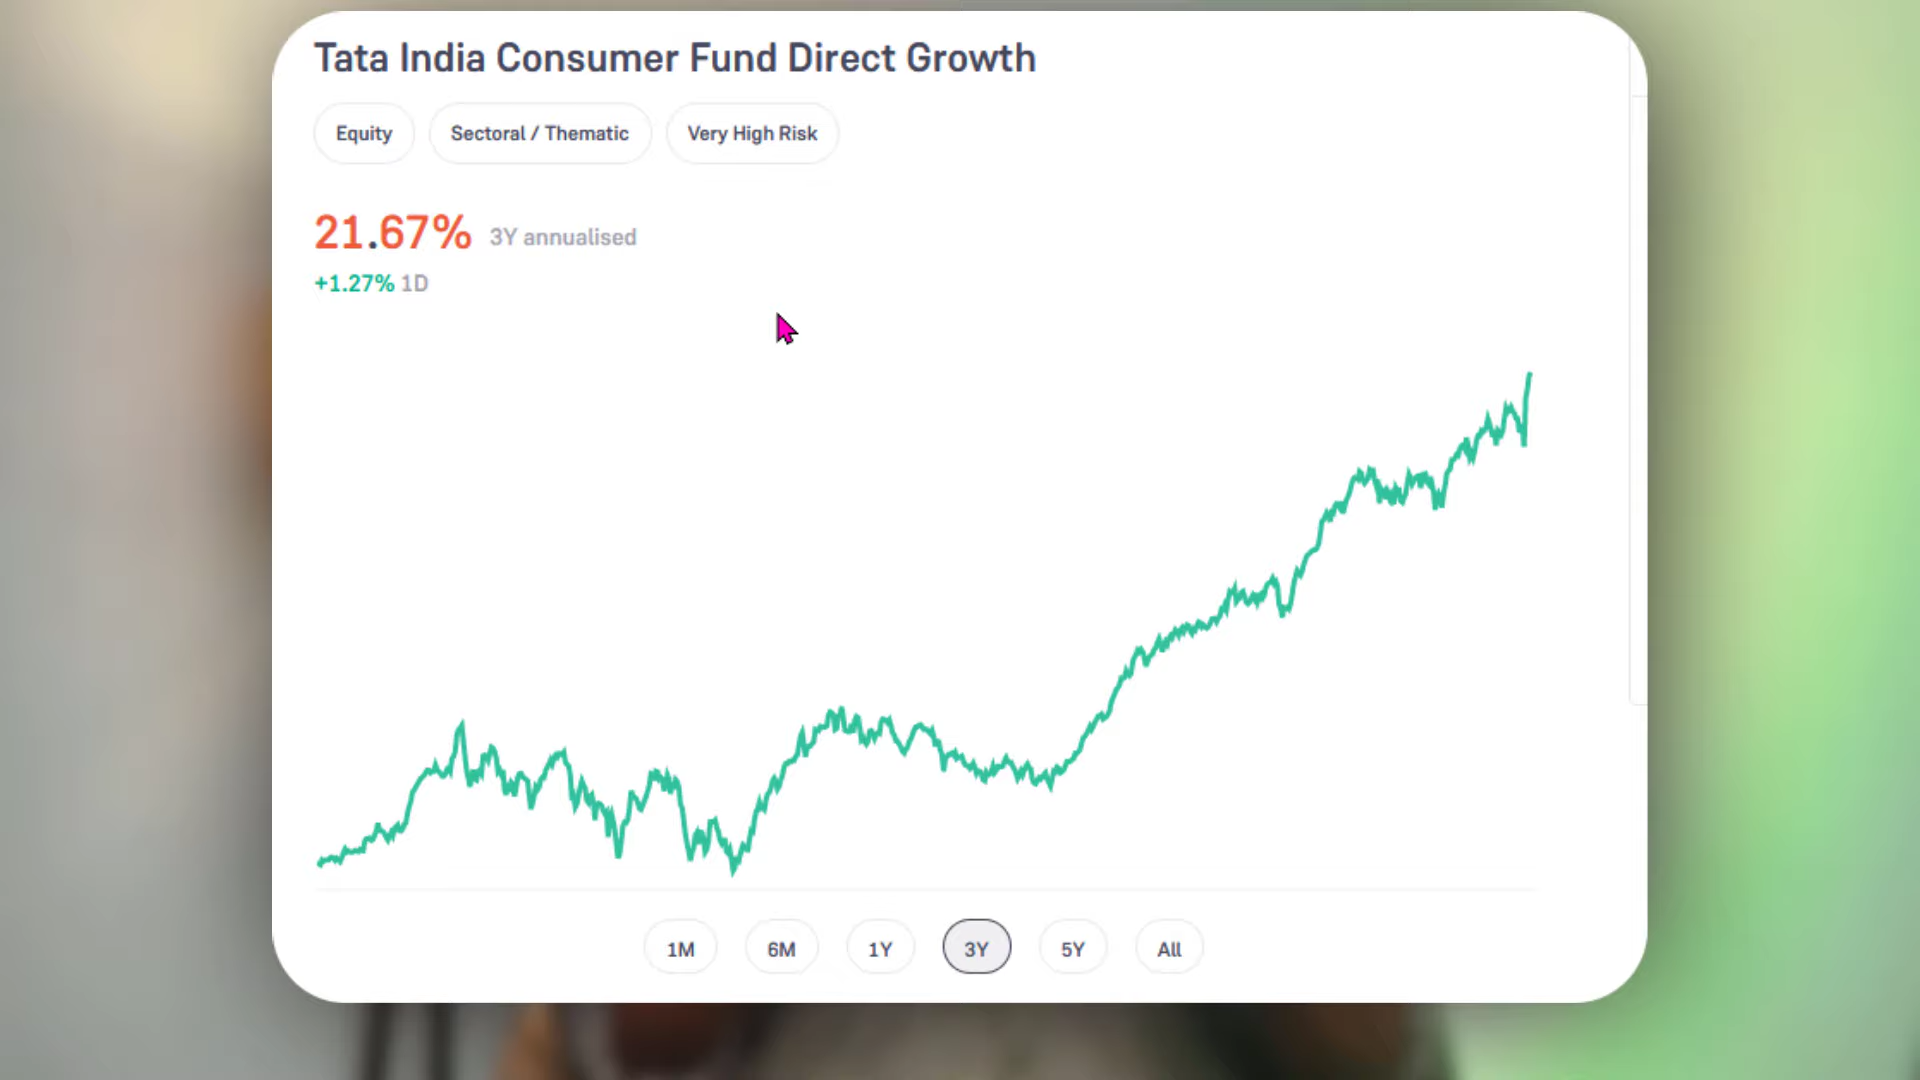 Tata India Consumer Fund Direct Growth
Equity
Sectoral / Thematic
Very High Risk
21.67% 3Y annualised
+1.27% 1D
1M
6M
1Y
3Y
5Y
All